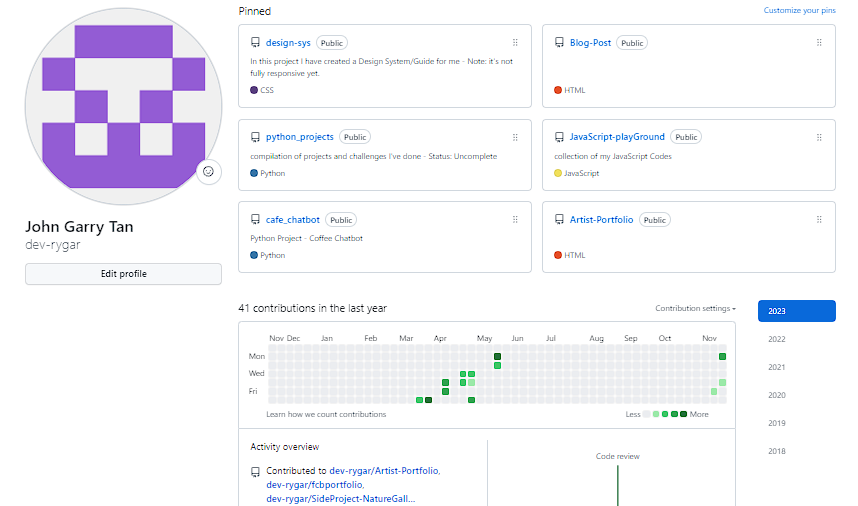 John Garry Tan
dev-rygar
Edit profile
Pinned
Customize your pins
design-sys Public
In this project I have created a Design System/Guide for me - Note: it's not
fully responsive yet.
CSS
Blog-Post Public
HTML
python_projects Public
compilation of projects and challenges I've done - Status: Uncomplete
Python
JavaScript-playGround Public
collection of my JavaScript Codes
JavaScript
cafe_chatbot Public
Python Project - Coffee Chatbot
Python
Artist-Portfolio Public
HTML
41 contributions in the last year
Contribution settings
Nov Dec Jan Feb Mar Apr May Jun Jul Aug Sep Oct Nov
Mon
Wed
Fri
Learn how we count contributions
Less More
2023
2022
2021
2020
2019
2018
Activity overview
Contributed to dev-rygar/Artist-Portfolio,
dev-rygar/fcbportfolio,
dev-rygar/SideProject-NatureGall...
Code review